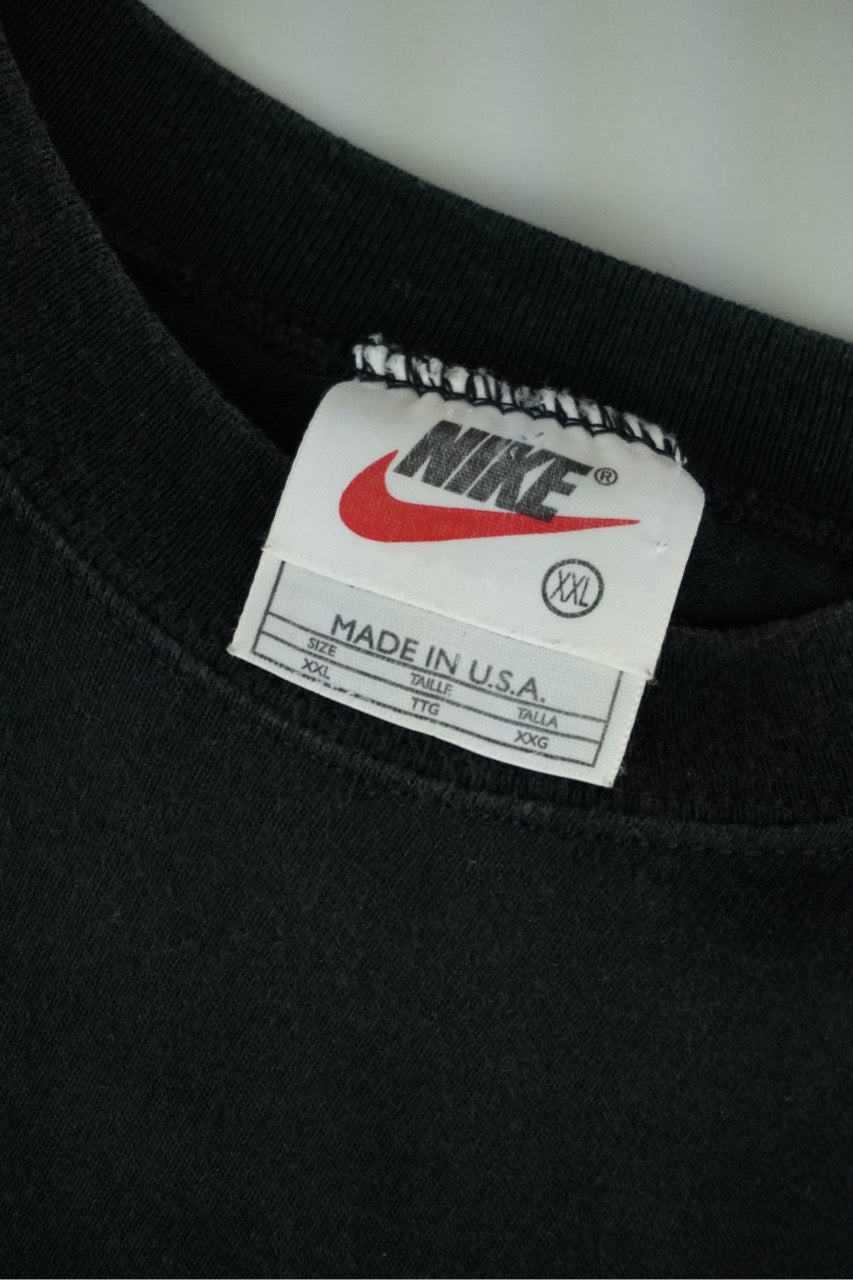 NIKE®
XXL
MADE IN U.S.A.
SIZE TAILLE TALLA
XXL TTG XXG